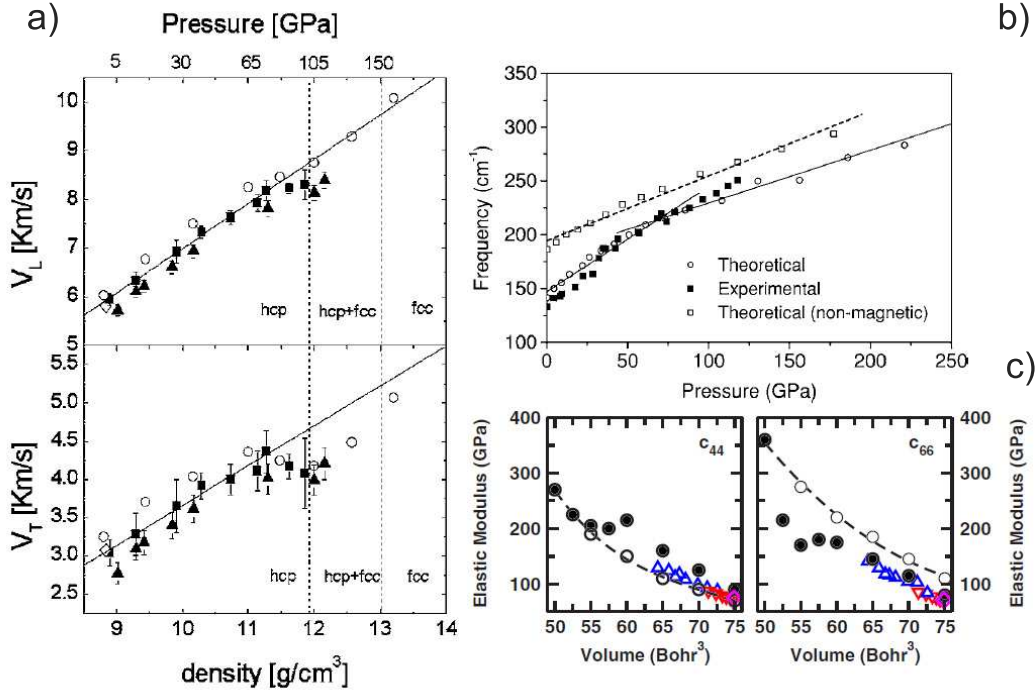 a)
Pressure [GPa]
5 30 65 105 150
10
9
8
7
6
5
V_L [Km/s]
hcp hcp+fcc fcc
5.5
5.0
4.5
4.0
3.5
3.0
2.5
V_T [Km/s]
hcp hcp+fcc fcc
9 10 11 12 13 14
density [g/cm³]
b)
350
300
250
200
150
100
Frequency (cm⁻¹)
Theoretical
Experimental
Theoretical (non-magnetic)
0 50 100 150 200 250
Pressure (GPa)
c)
400
300
200
100
Elastic Modulus (GPa)
c₄₄
c₆₆
400
300
200
100
Elastic Modulus (GPa)
50 55 60 65 70 75
50 55 60 65 70 75
Volume (Bohr³)
Volume (Bohr³)